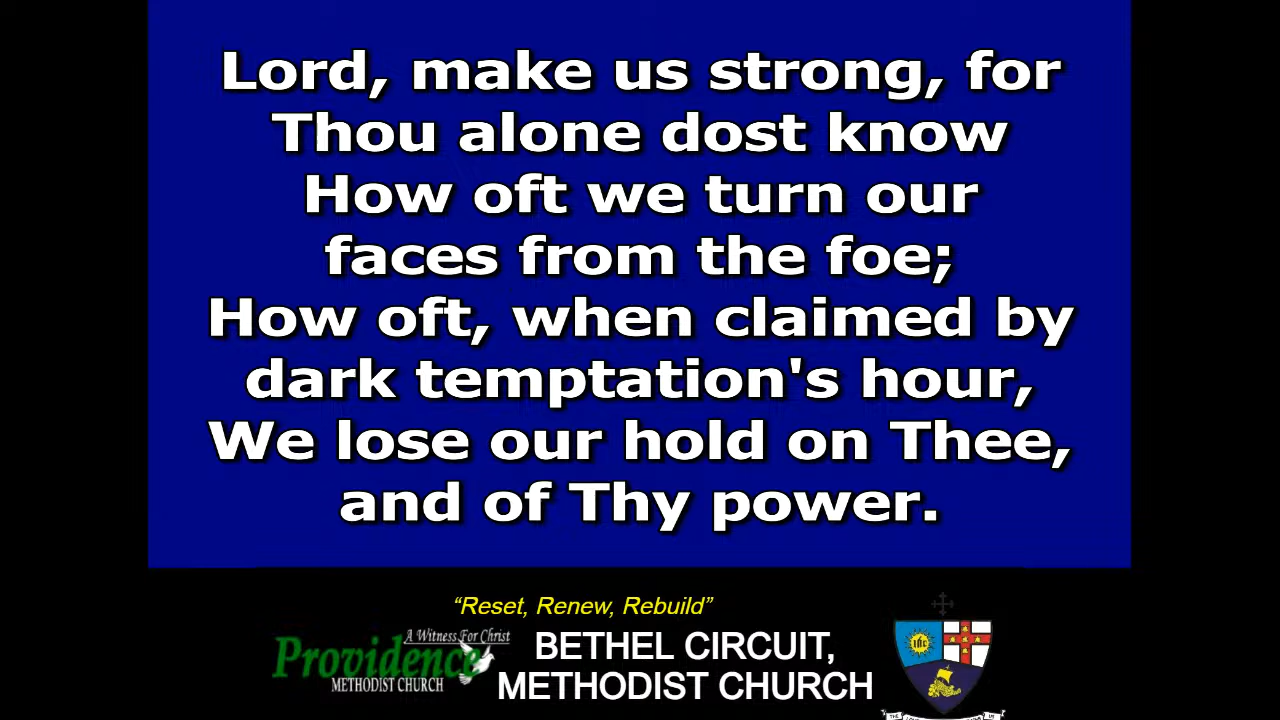 Lord, make us strong, for
Thou alone dost know
How oft we turn our
faces from the foe;
How oft, when claimed by
dark temptation's hour,
We lose our hold on Thee,
and of Thy power.
“Reset, Renew, Rebuild”
A Witness For Christ
Providence
METHODIST CHURCH
BETHEL CIRCUIT,
METHODIST CHURCH
IHC